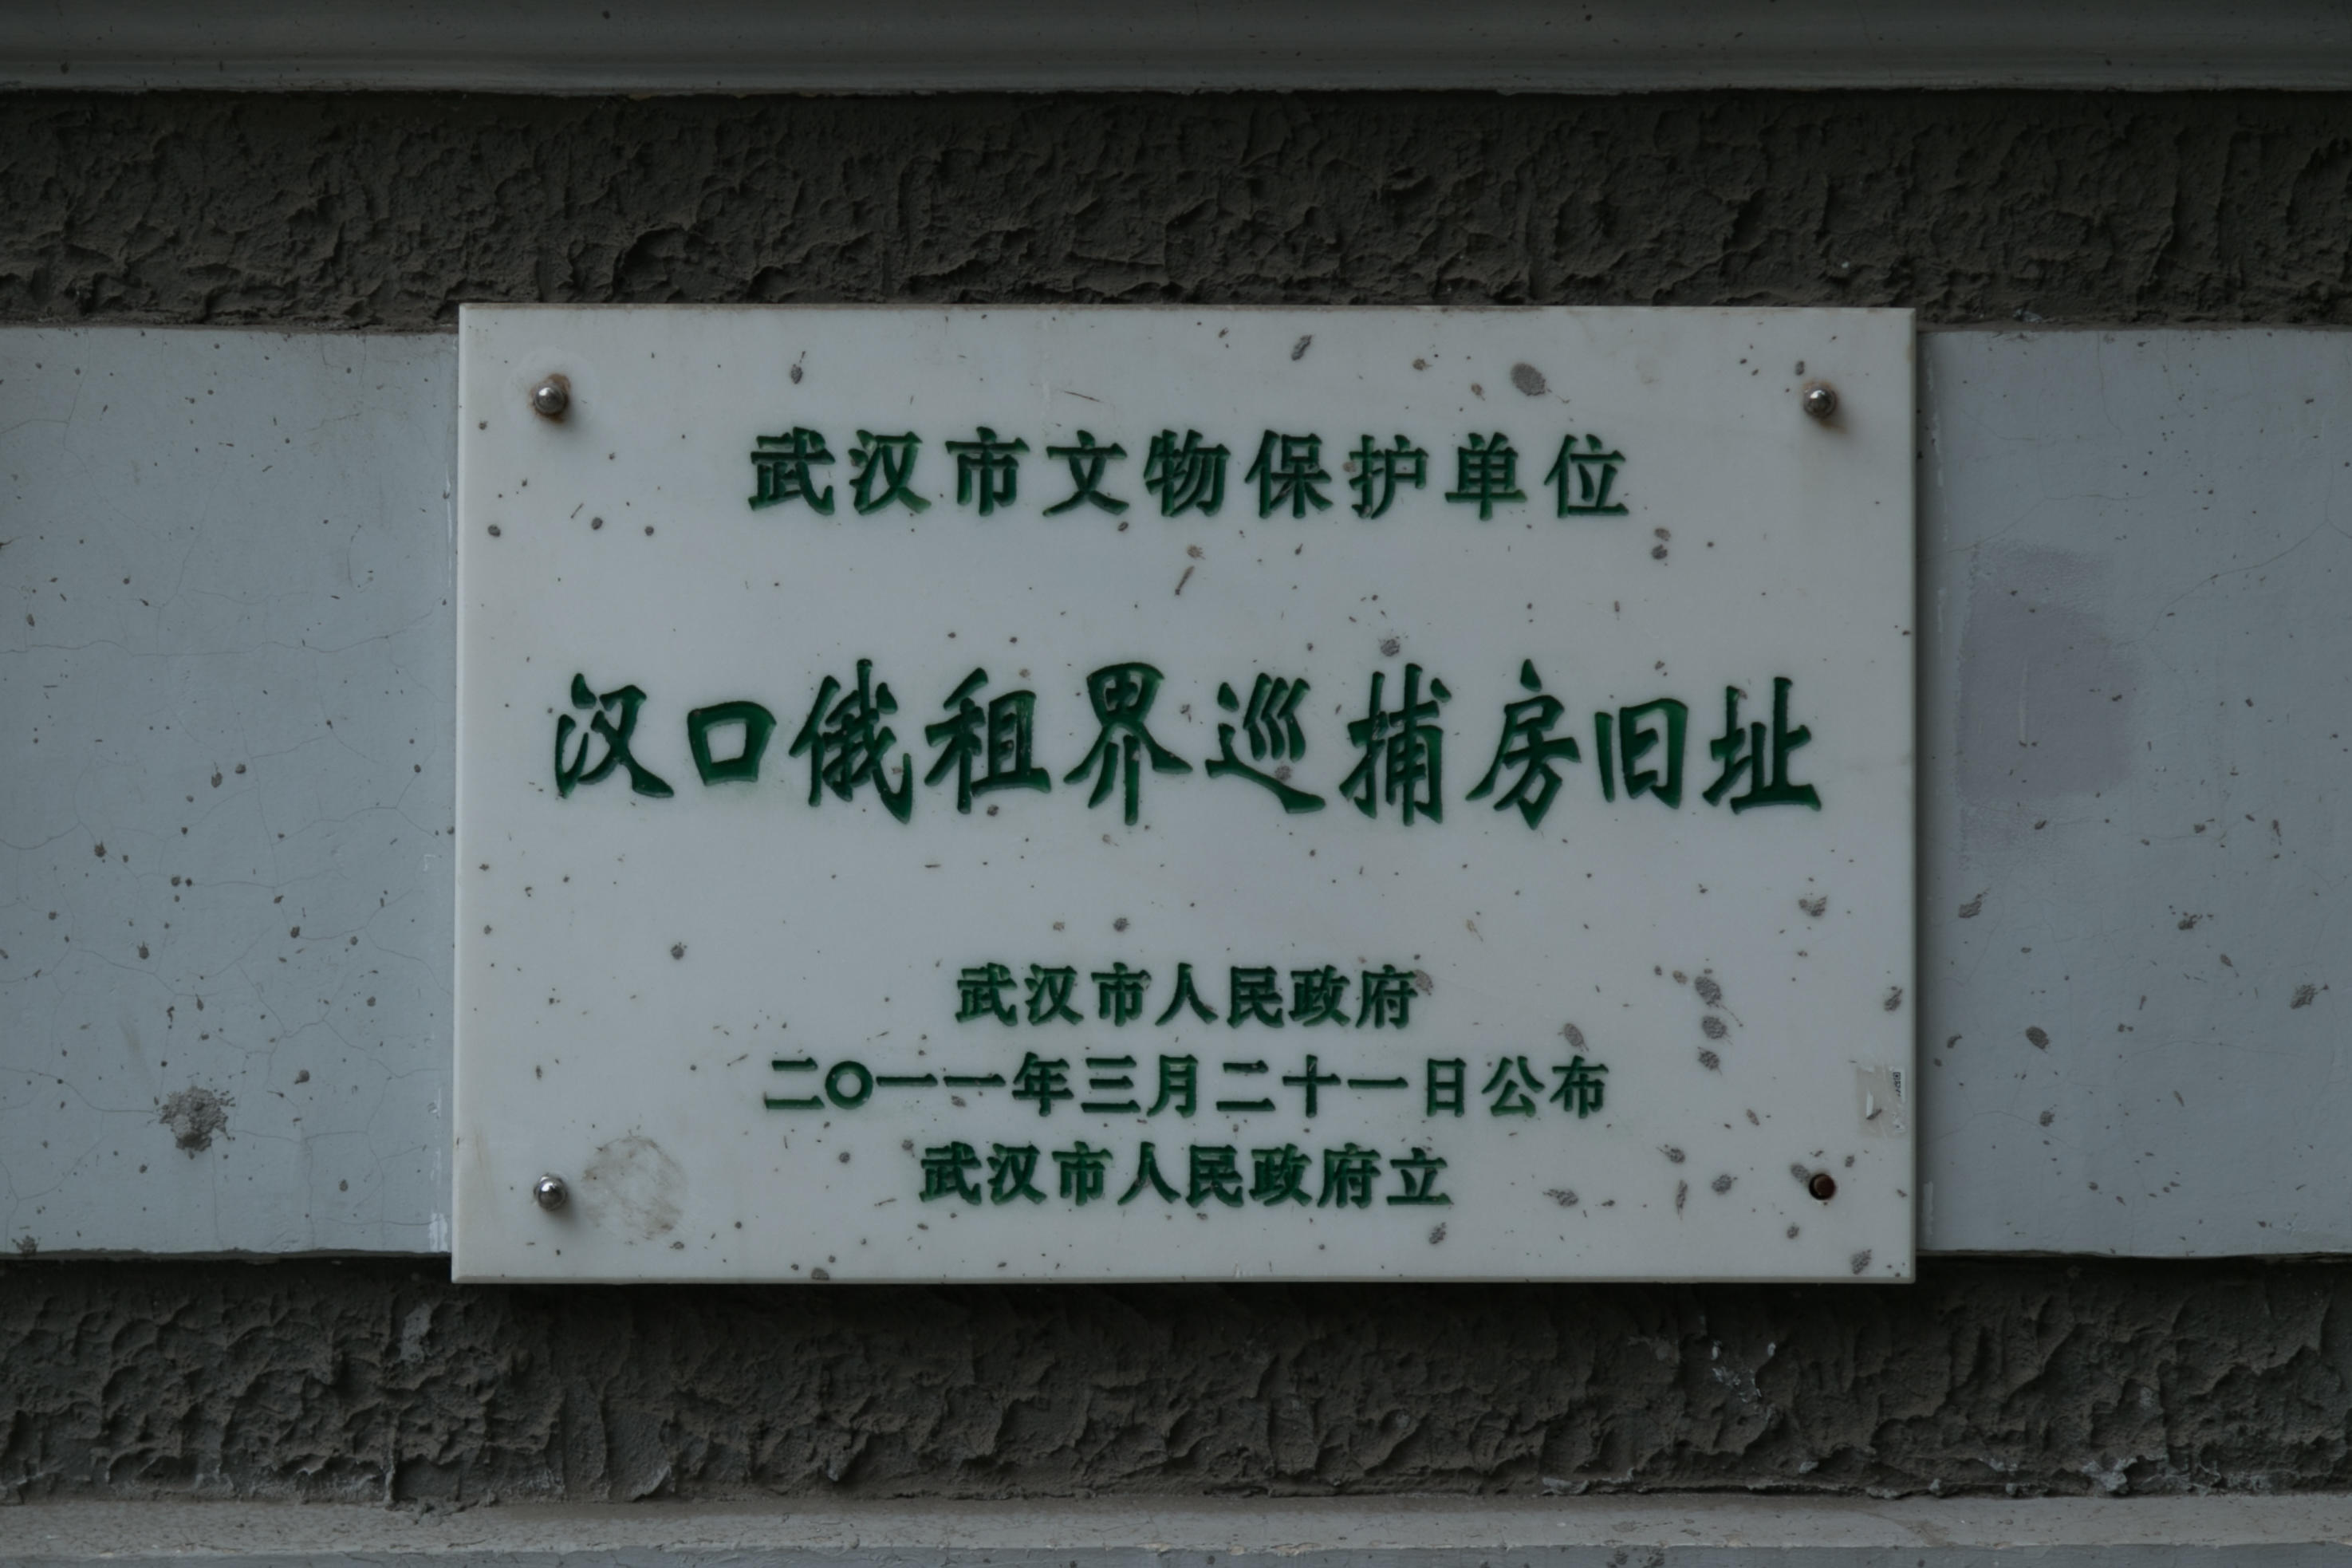 武汉市文物保护单位
汉口俄租界巡捕房旧址
武汉市人民政府
二〇一一年三月二十一日公布
武汉市人民政府立